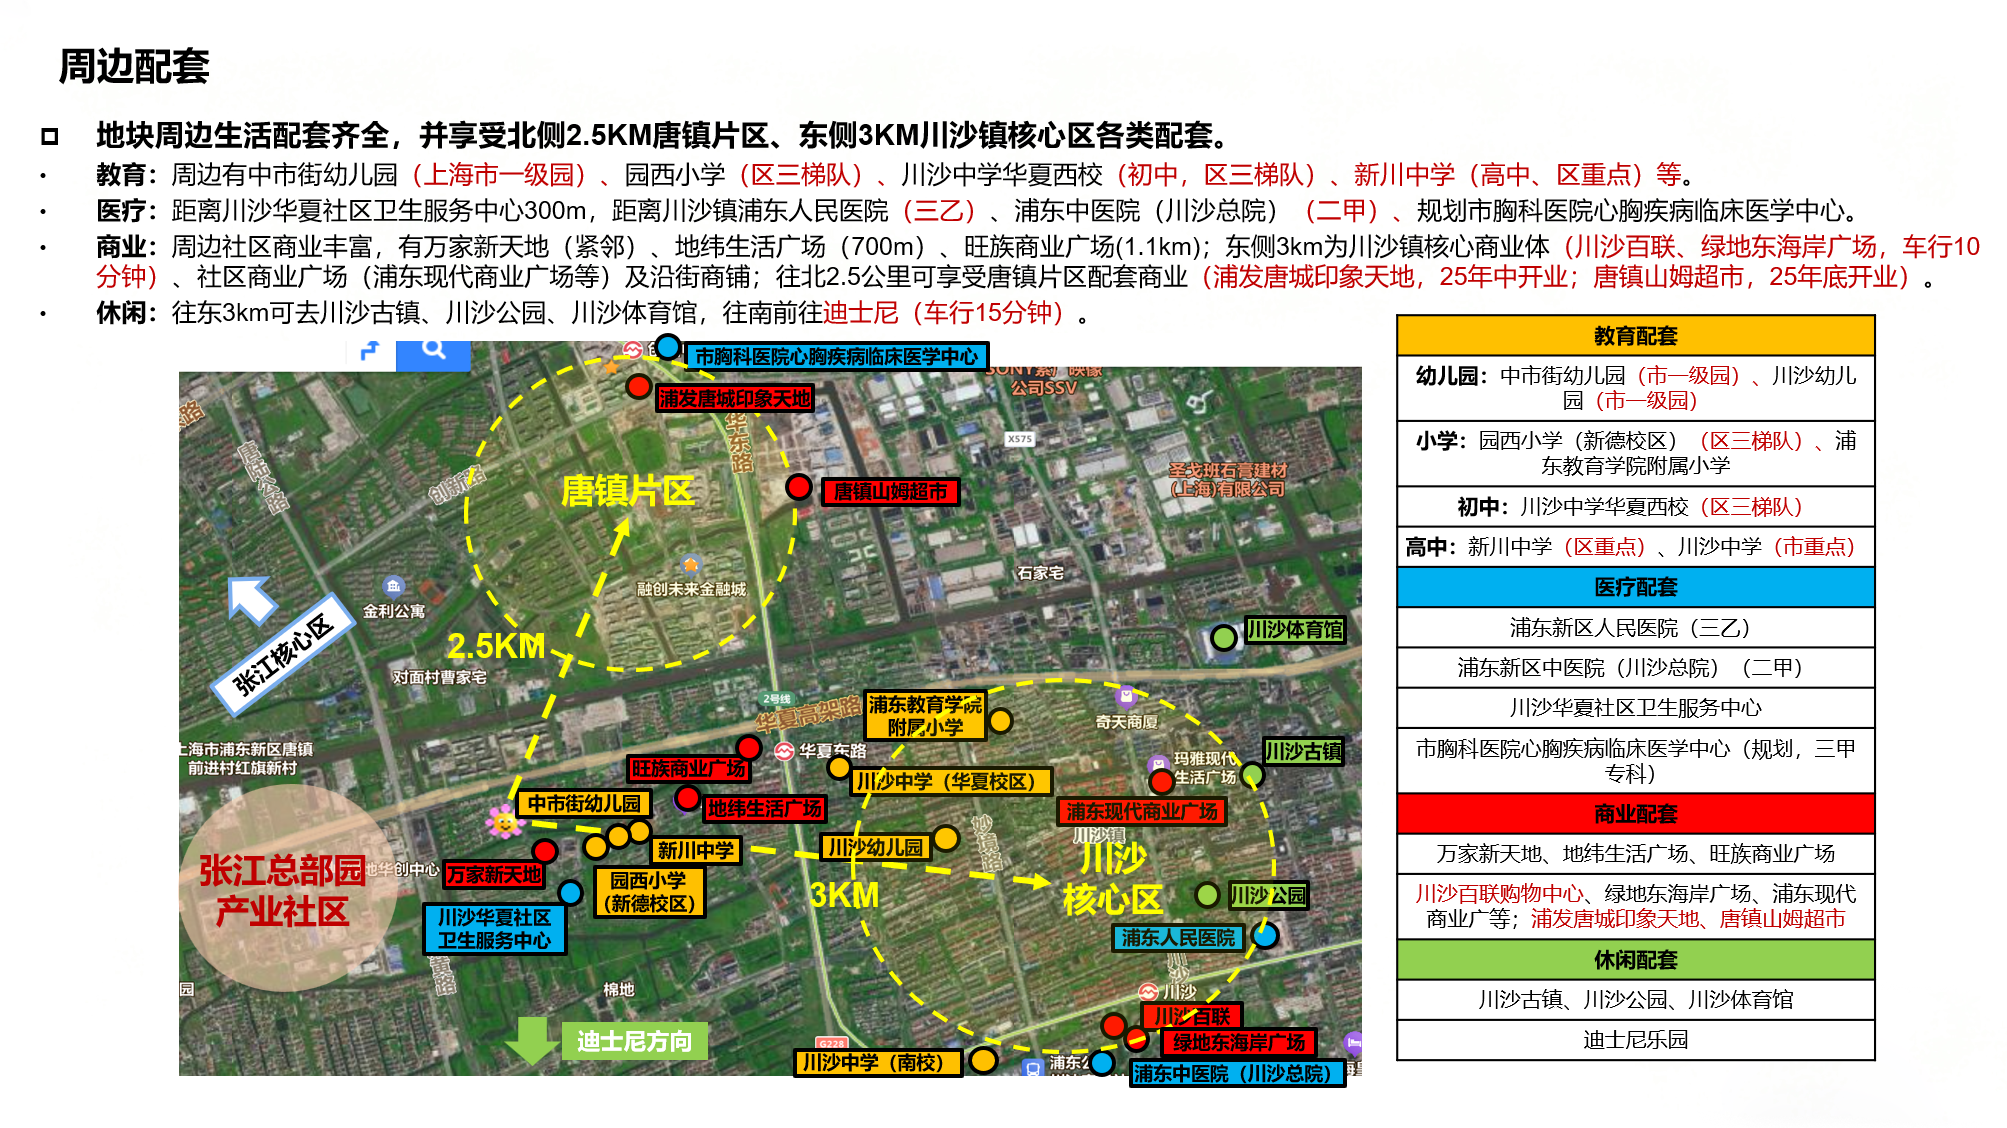 周边配套
地块周边生活配套齐全，并享受北侧2.5KM唐镇片区、东侧3KM川沙镇核心区各类配套。
• 教育：周边有中市街幼儿园（上海市一级园）、园西小学（区三梯队）、川沙中学华夏西校（初中，区三梯队）、新川中学（高中、区重点）等。
• 医疗：距离川沙华夏社区卫生服务中心300m，距离川沙镇浦东人民医院（三乙）、浦东中医院（川沙总院）（二甲）、规划市胸科医院心胸疾病临床医学中心。
• 商业：周边社区商业丰富，有万家新天地（紧邻）、地纬生活广场（700m）、旺族商业广场(1.1km)；东侧3km为川沙镇核心商业体（川沙百联、绿地东海岸广场，车行10
分钟）、社区商业广场（浦东现代商业广场等）及沿街商铺；往北2.5公里可享受唐镇片区配套商业（浦发唐城印象天地，25年中开业；唐镇山姆超市，25年底开业）。
• 休闲：往东3km可去川沙古镇、川沙公园、川沙体育馆，往南前往迪士尼（车行15分钟）。
市胸科医院心胸疾病临床医学中心
公司SSV
浦发唐城印象天地
华东路
唐陆公路
创新路
X575
圣戈班石膏建材
(上海)有限公司
唐镇片区
唐镇山姆超市
石家宅
融创未来金融城
金利公寓
张江核心区
2.5KM
对面村曹家宅
川沙体育馆
2号线
华夏高架路
浦东教育学院
附属小学
奇天商厦
上海市浦东新区唐镇
前进村红旗新村
华夏东路
川沙古镇
玛雅现代
生活广场
旺族商业广场
川沙中学（华夏校区）
中市街幼儿园
地纬生活广场
浦东现代商业广场
川沙镇
妙境路
新川中学
川沙幼儿园
川沙
核心区
张江总部园
产业社区
创中心
万家新天地
园西小学
(新德校区)
3KM
川沙公园
川沙华夏社区
卫生服务中心
浦东人民医院
园
棉地
川沙
川沙百联
迪士尼方向
G228
绿地东海岸广场
川沙中学（南校）
浦东公
浦东中医院（川沙总院）
教育配套
幼儿园：中市街幼儿园（市一级园）、川沙幼儿
园（市一级园）
小学：园西小学（新德校区）（区三梯队）、浦
东教育学院附属小学
初中：川沙中学华夏西校（区三梯队）
高中：新川中学（区重点）、川沙中学（市重点）
医疗配套
浦东新区人民医院（三乙）
浦东新区中医院（川沙总院）（二甲）
川沙华夏社区卫生服务中心
市胸科医院心胸疾病临床医学中心（规划，三甲
专科）
商业配套
万家新天地、地纬生活广场、旺族商业广场
川沙百联购物中心、绿地东海岸广场、浦东现代
商业广等；浦发唐城印象天地、唐镇山姆超市
休闲配套
川沙古镇、川沙公园、川沙体育馆
迪士尼乐园